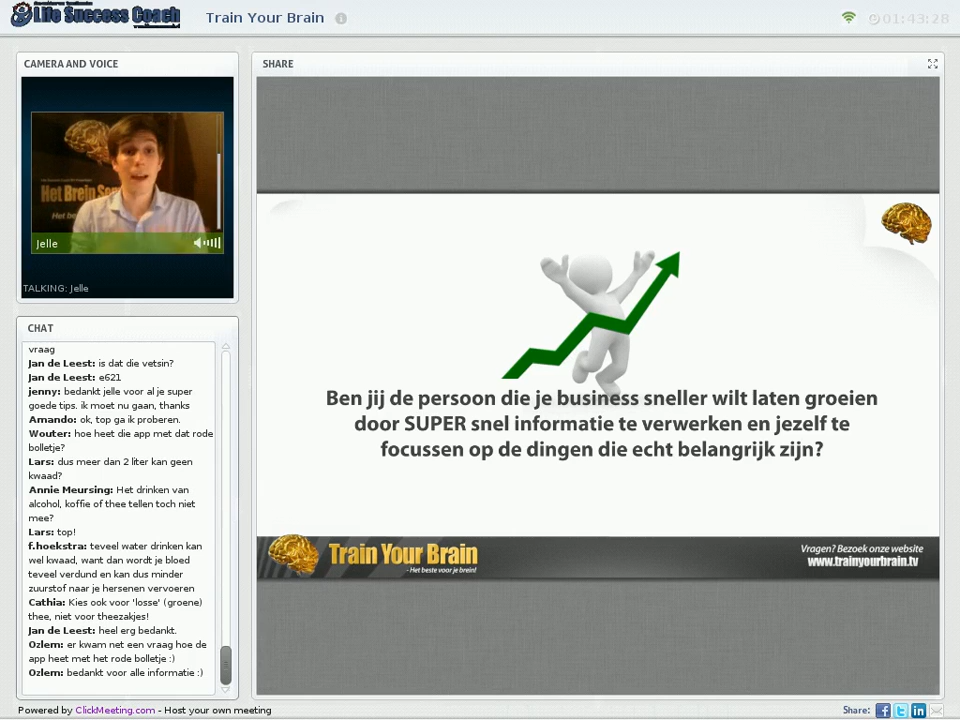 Life Success Coach
Train Your Brain
01:43:28
CAMERA AND VOICE
SHARE
Het Brein
Het be
Jelle
TALKING: Jelle
CHAT
vraag
Jan de Leest: is dat die vetsin?
Jan de Leest: e621
jenny: bedankt jelle voor al je super
goede tips. ik moet nu gaan, thanks
Amando: ok, top ga ik proberen.
Wouter: hoe heet die app met dat rode
bolletje?
Lars: dus meer dan 2 liter kan geen
kwaad?
Annie Meursing: Het drinken van
alcohol, koffie of thee tellen toch niet
mee?
Lars: top!
f.hoekstra: teveel water drinken kan
wel kwaad, want dan wordt je bloed
teveel verdund en kan dus minder
zuurstof naar je hersenen vervoeren
Cathia: Kies ook voor 'losse' (groene)
thee, niet voor theezakjes!
Jan de Leest: heel erg bedankt.
Ozlem: er kwam net een vraag hoe de
app heet met het rode bolletje :)
Ozlem: bedankt voor alle informatie :)
Ben jij de persoon die je business sneller wilt laten groeien
door SUPER snel informatie te verwerken en jezelf te
focussen op de dingen die echt belangrijk zijn?
Train Your Brain
- Het beste voor je brein!
Vragen? Bezoek onze website
www.trainyourbrain.tv
Powered by ClickMeeting.com - Host your own meeting
Share: